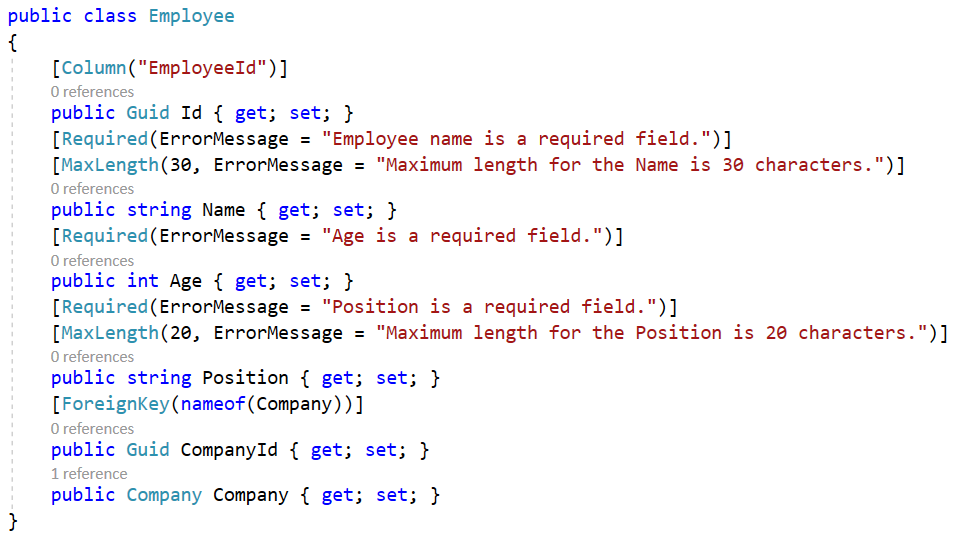 public class Employee
{
[Column("EmployeeId")]
0 references
public Guid Id { get; set; }
[Required(ErrorMessage = "Employee name is a required field.")]
[MaxLength(30, ErrorMessage = "Maximum length for the Name is 30 characters.")]
0 references
public string Name { get; set; }
[Required(ErrorMessage = "Age is a required field.")]
0 references
public int Age { get; set; }
[Required(ErrorMessage = "Position is a required field.")]
[MaxLength(20, ErrorMessage = "Maximum length for the Position is 20 characters.")]
0 references
public string Position { get; set; }
[ForeignKey(nameof(Company))]
0 references
public Guid CompanyId { get; set; }
1 reference
public Company Company { get; set; }
}